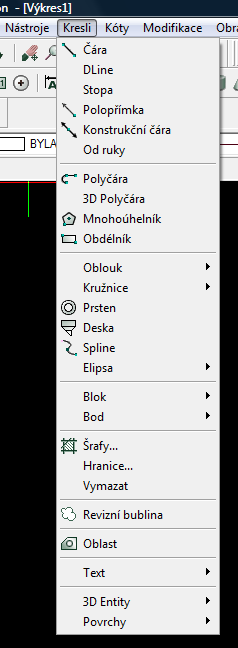 on - [Výkres1]
Nástroje Kresli Kóty Modifikace Obra
BYLA
Čára
DLine
Stopa
Polopřímka
Konstrukční čára
Od ruky
Polyčára
3D Polyčára
Mnohoúhelník
Obdélník
Oblouk
Kružnice
Prsten
Deska
Spline
Elipsa
Blok
Bod
Šrafy...
Hranice...
Vymazat
Revizní bublina
Oblast
Text
3D Entity
Povrchy